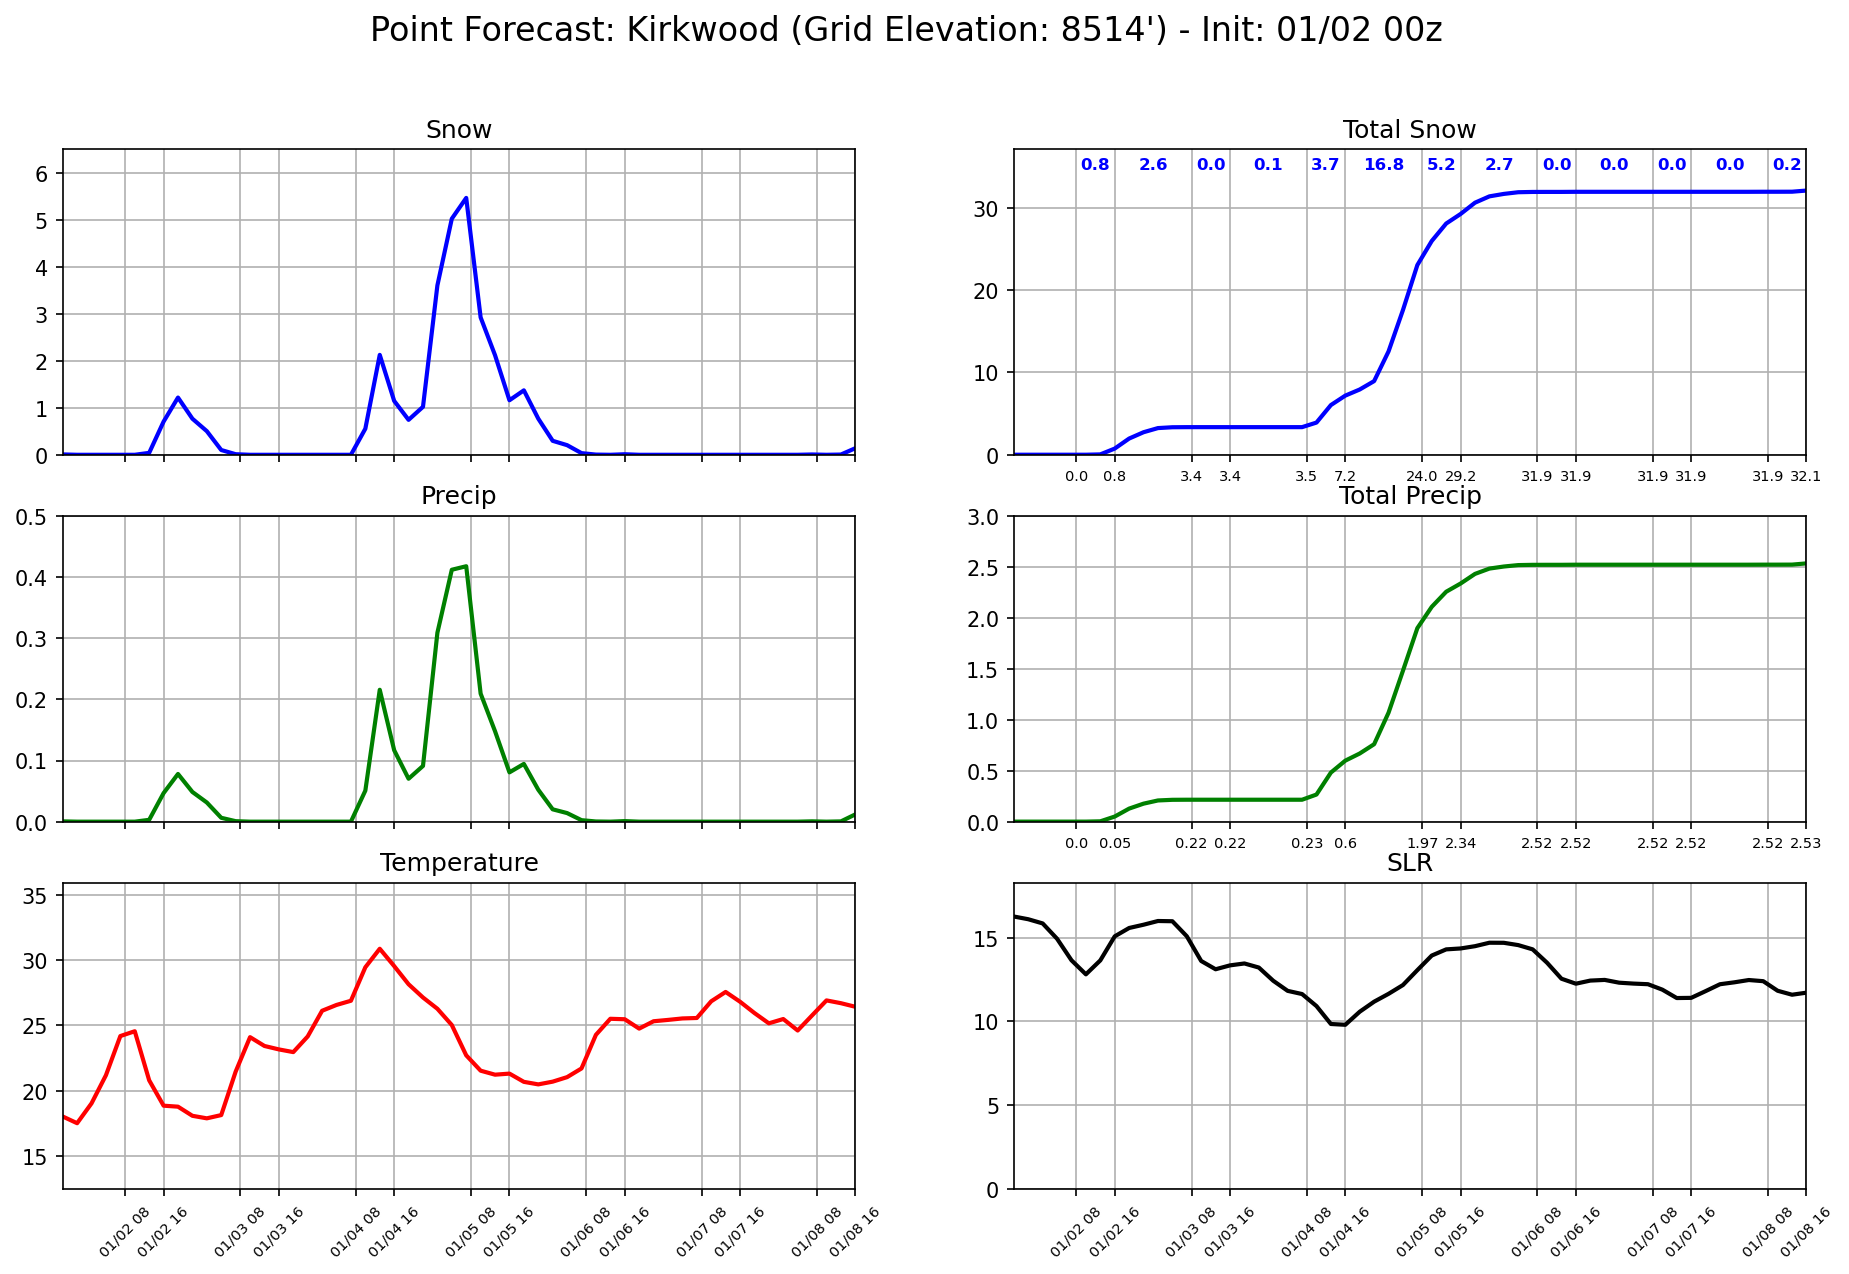 Point Forecast: Kirkwood (Grid Elevation: 8514') - Init: 01/02 00z
Snow
6
5
4
3
2
1
0
Total Snow
0.8 2.6 0.0 0.1 3.7 16.8 5.2 2.7 0.0 0.0 0.0 0.0 0.2
30
20
10
0
0.0 0.8 3.4 3.4 3.5 7.2 24.0 29.2 31.9 31.9 31.9 31.9 31.9 32.1
Precip
0.5
0.4
0.3
0.2
0.1
0.0
Total Precip
3.0
2.5
2.0
1.5
1.0
0.5
0.0
0.0 0.05 0.22 0.22 0.23 0.6 1.97 2.34 2.52 2.52 2.52 2.52 2.52 2.53
Temperature
35
30
25
20
15
01/02 08 01/02 16 01/03 08 01/03 16 01/04 08 01/04 16 01/05 08 01/05 16 01/06 08 01/06 16 01/07 08 01/07 16 01/08 08 01/08 16
SLR
15
10
5
0
01/02 08 01/02 16 01/03 08 01/03 16 01/04 08 01/04 16 01/05 08 01/05 16 01/06 08 01/06 16 01/07 08 01/07 16 01/08 08 01/08 16